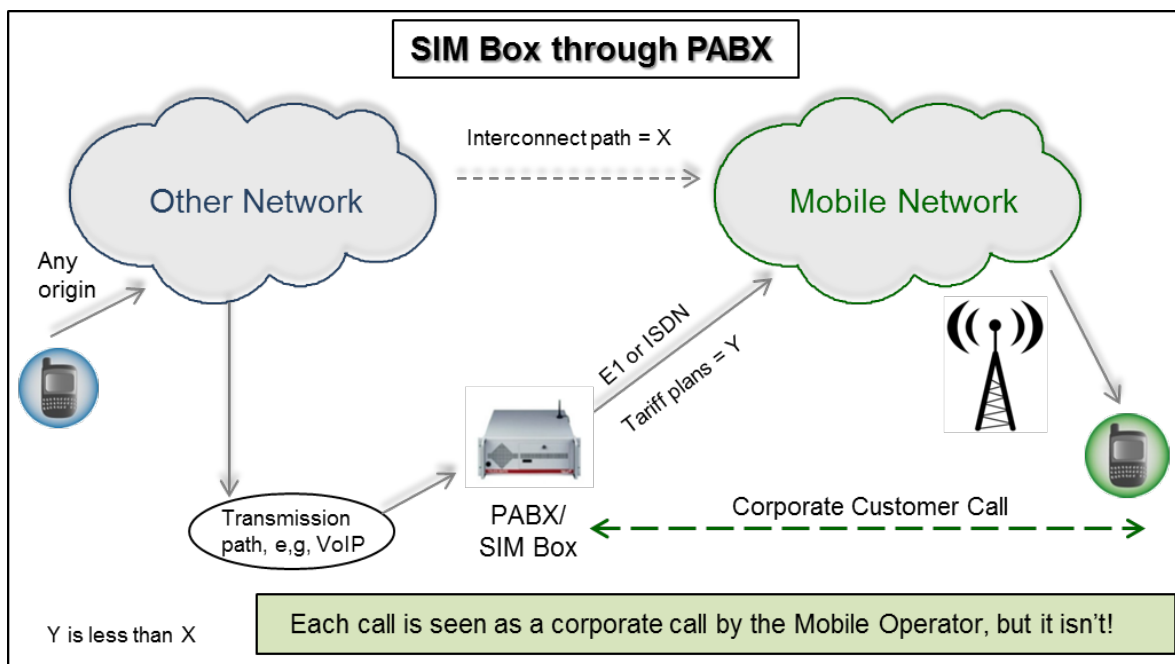 SIM Box through PABX
Interconnect path = X
Other Network
Mobile Network
Any
origin
E1 or ISDN
Tariff plans = Y
Transmission
path, e,g, VoIP
PABX/
SIM Box
Corporate Customer Call
Y is less than X
Each call is seen as a corporate call by the Mobile Operator, but it isn't!